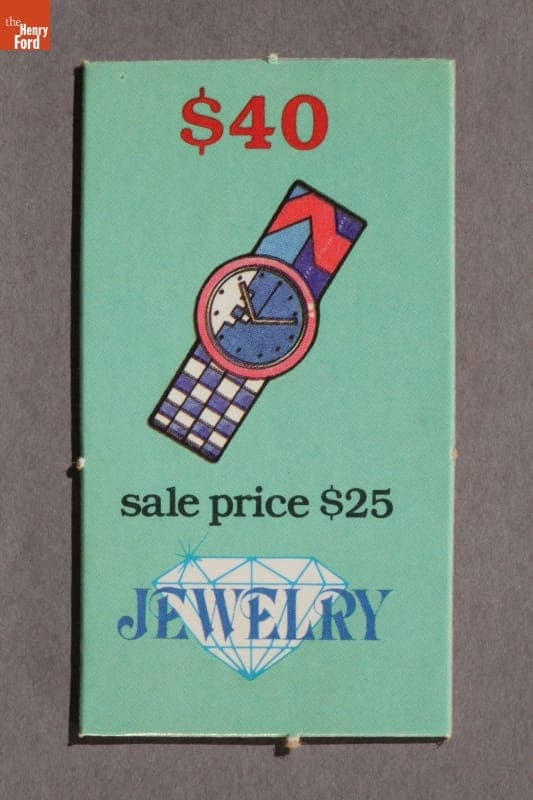 the
Henry
Ford
$40
sale price $25
JEWELRY